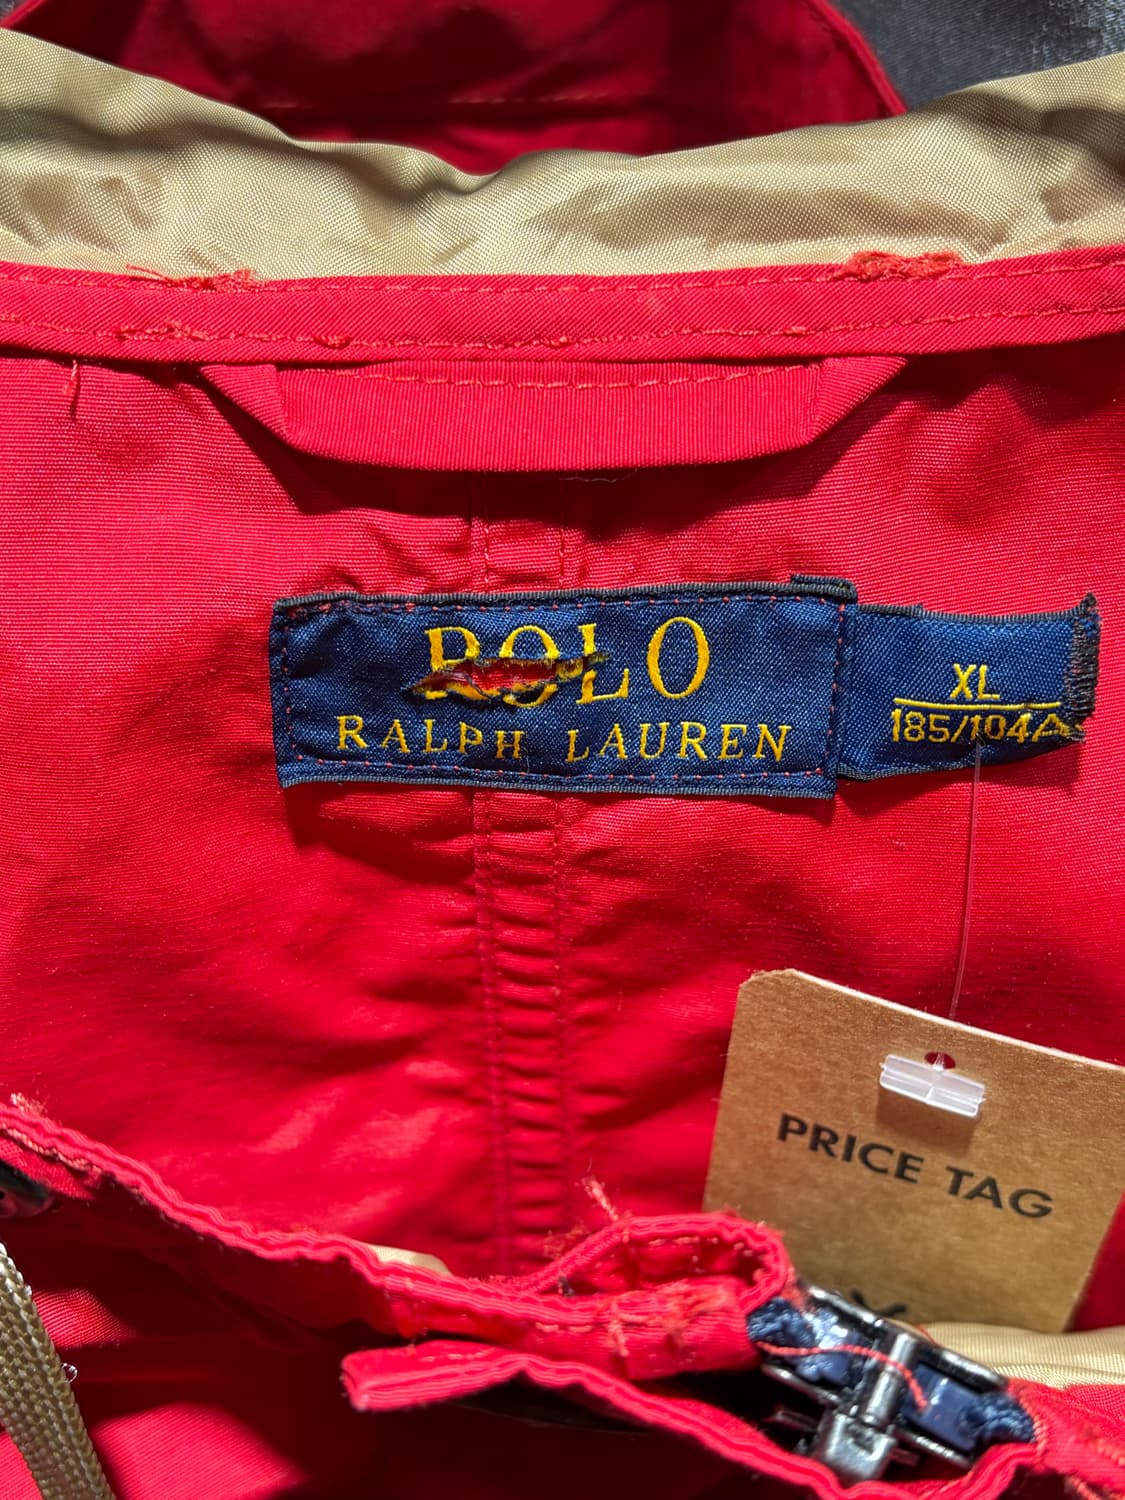 POLO
RALPH LAUREN
XL
185/104A
PRICE TAG